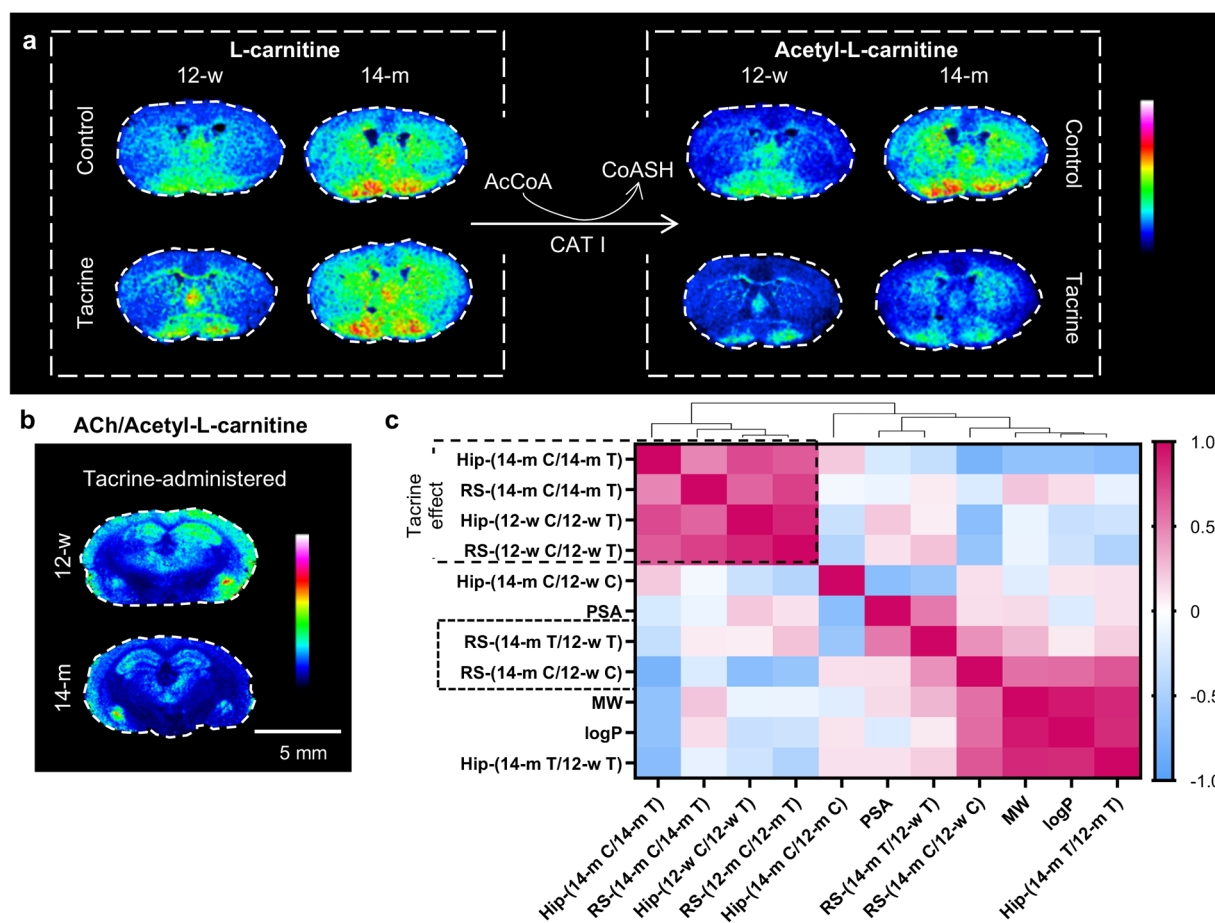 a
L-carnitine
12-w 14-m
Control
Tacrine
AcCoA
CoASH
CAT I
Acetyl-L-carnitine
12-w 14-m
Control
Tacrine
b
ACh/Acetyl-L-carnitine
Tacrine-administered
12-w
14-m
5 mm
c
Tacrine
effect
Hip-(14-m C/14-m T)
RS-(14-m C/14-m T)
Hip-(12-w C/12-w T)
RS-(12-w C/12-w T)
Hip-(14-m C/12-w C)
PSA
RS-(14-m T/12-w T)
RS-(14-m C/12-w C)
MW
logP
Hip-(14-m T/12-w T)
Hip-(14-m C/14-m T)
RS-(14-m C/14-m T)
Hip-(12-w C/12-w T)
RS-(12-m C/12-m T)
Hip-(14-m C/12-m C)
PSA
RS-(14-m T/12-w T)
RS-(14-m C/12-w C)
MW
logP
Hip-(14-m T/12-m T)
1.0
0.5
0
-0.5
-1.0